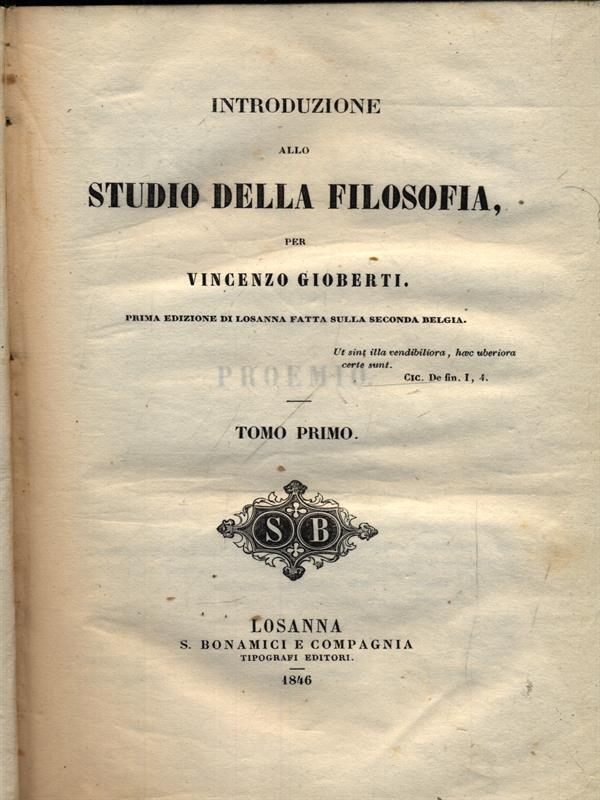 INTRODUZIONE
ALLO
STUDIO DELLA FILOSOFIA,
PER
VINCENZO GIOBERTI.
PRIMA EDIZIONE DI LOSANNA FATTA SULLA SECONDA BELGIA.
Ut sint illa vendibiliora, hæc uberiora
certe sunt.
CIC. De fin. I, 4.
PROEMIO
TOMO PRIMO.
S B
LOSANNA
S. BONAMICI E COMPAGNIA
TIPOGRAFI EDITORI.
1846